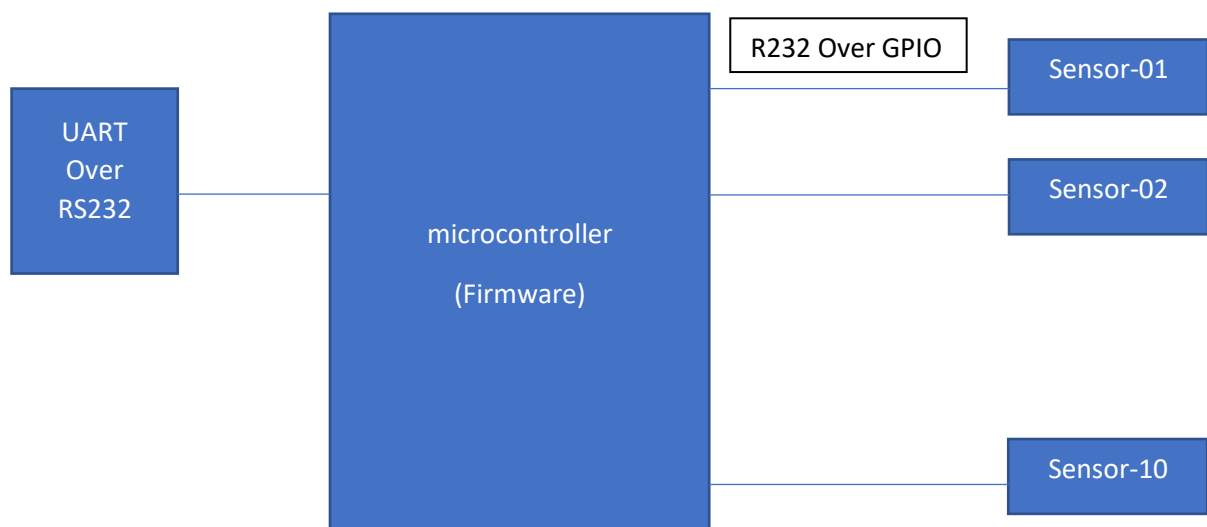 UART
Over
RS232
microcontroller
(Firmware)
R232 Over GPIO
Sensor-01
Sensor-02
Sensor-10